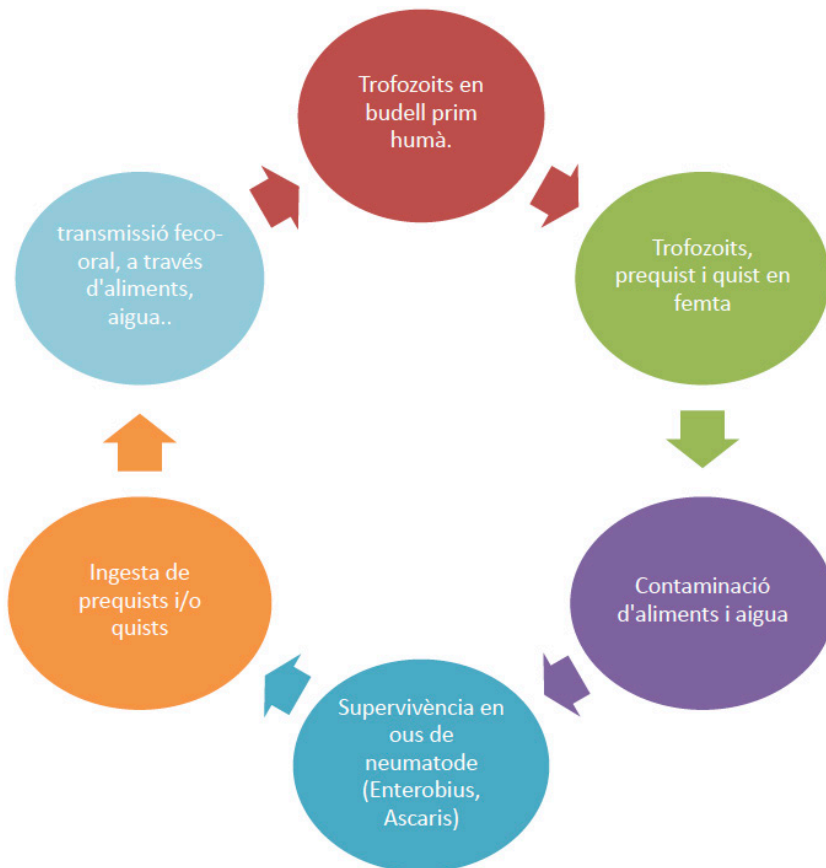 Trofozoits en
budell prim
humà.
Trofozoits,
prequist i quist en
femta
Contaminació
d'aliments i aigua
Supervivència en
ous de
neumatode
(Enterobius,
Ascaris)
Ingesta de
prequists i/o
quists
transmissió feco-
oral, a través
d'aliments,
aigua..